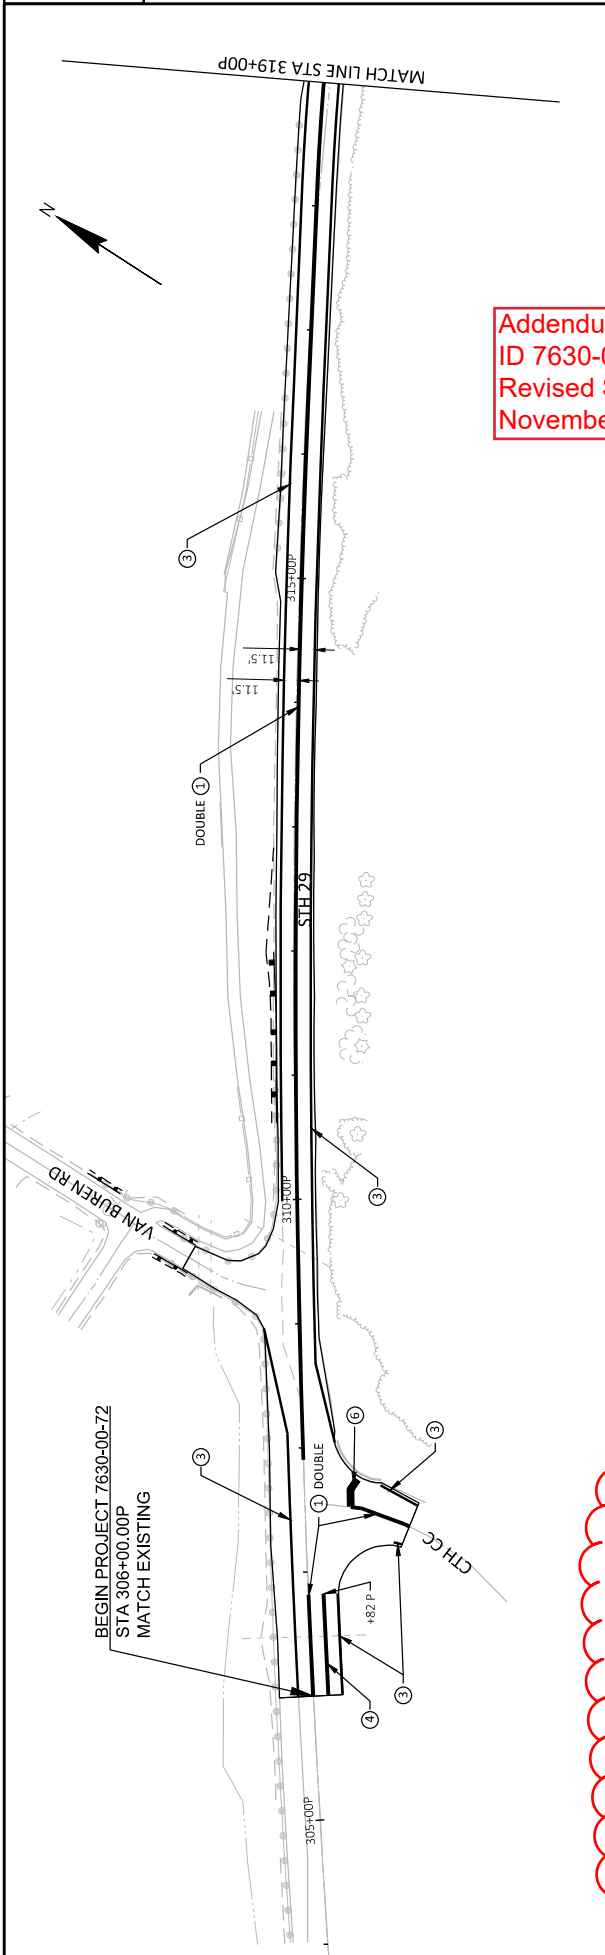 MATCH LINE STA 319+00P
N
Addendu
ID 7630-0
Revised S
Novembe
3
315+00P
11.5'
11.5'
DOUBLE 1
STH 29
VAN BUREN RD
310+00P
3
BEGIN PROJECT 7630-00-72
STA 306+00.00P
MATCH EXISTING
3
6
3
1 DOUBLE
CTH CC
+82 P
4
3
305+00P